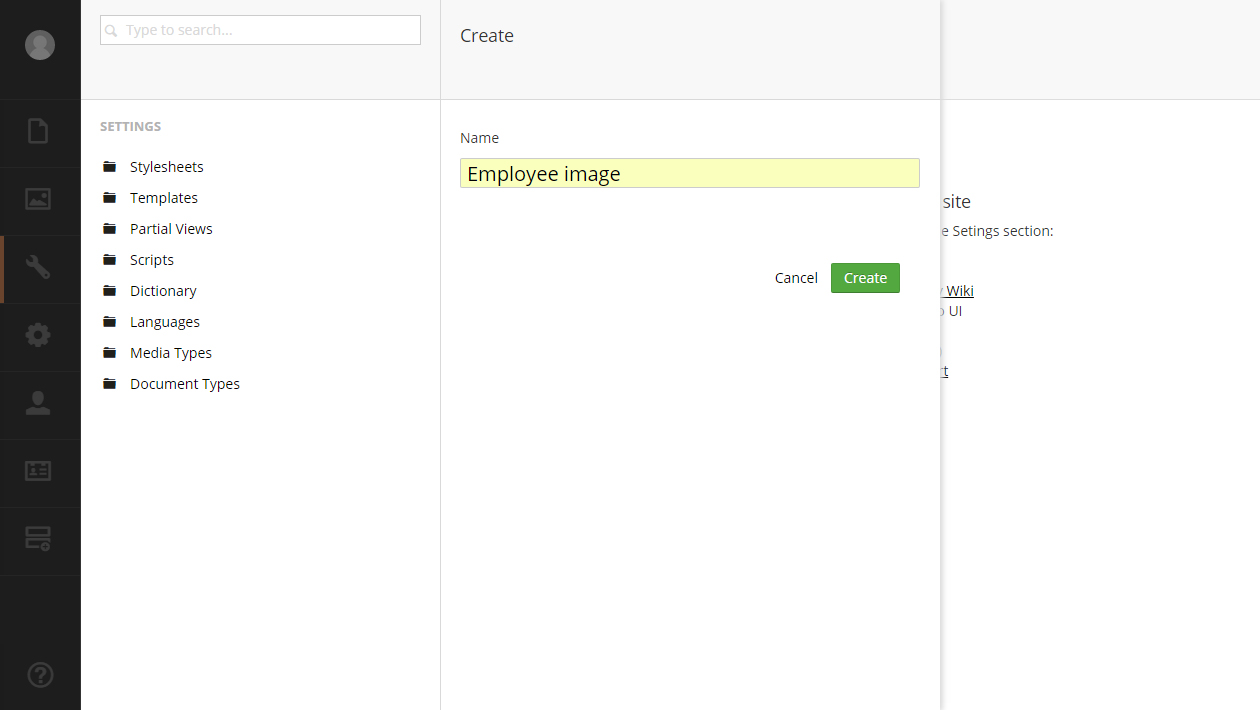 Type to search...
Create
SETTINGS
Stylesheets
Templates
Partial Views
Scripts
Dictionary
Languages
Media Types
Document Types
Name
Employee image
Cancel
Create
site
e Setings section:
Wiki
UI